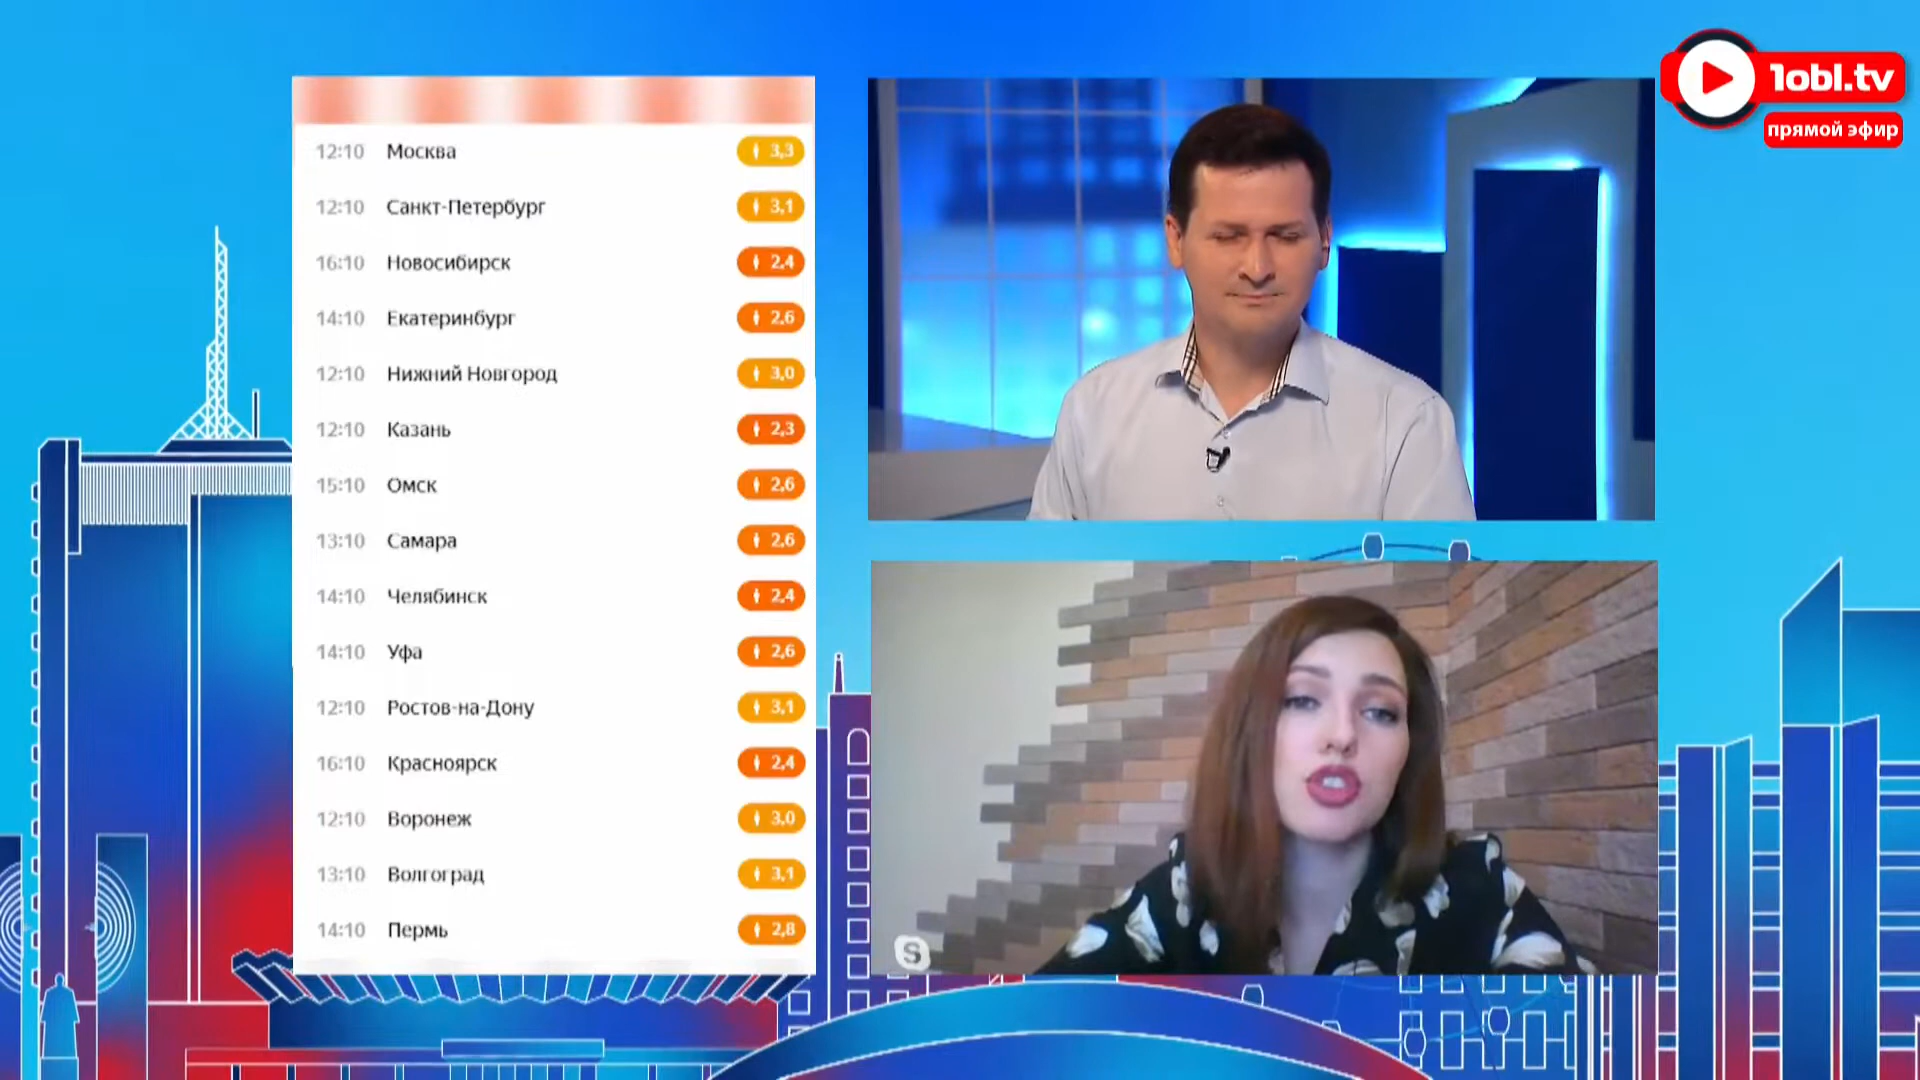 12:10 Москва 3,3
12:10 Санкт-Петербург 3,1
16:10 Новосибирск 2,4
14:10 Екатеринбург 2,6
12:10 Нижний Новгород 3,0
12:10 Казань 2,3
15:10 Омск 2,6
13:10 Самара 2,6
14:10 Челябинск 2,4
14:10 Уфа 2,6
12:10 Ростов-на-Дону 3,1
16:10 Красноярск 2,4
12:10 Воронеж 3,0
13:10 Волгоград 3,1
14:10 Пермь 2,8
1obl.tv
прямой эфир
S